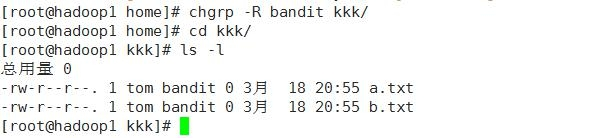 [root@hadoop1 home]# chgrp -R bandit kkk/
[root@hadoop1 home]# cd kkk/
[root@hadoop1 kkk]# ls -l
总用量 0
-rw-r--r--. 1 tom bandit 0 3月  18 20:55 a.txt
-rw-r--r--. 1 tom bandit 0 3月  18 20:55 b.txt
[root@hadoop1 kkk]#